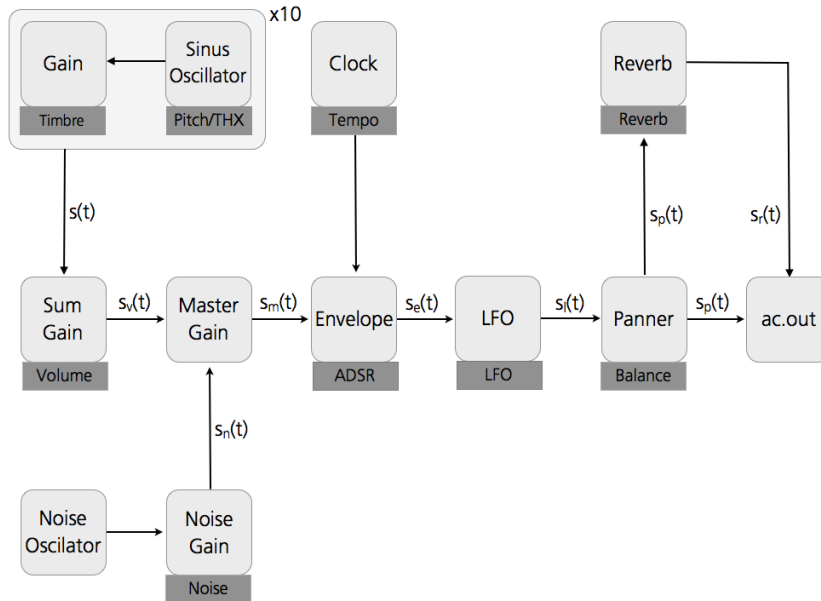 x10
Gain
Timbre
Sinus
Oscillator
Pitch/THX
Clock
Tempo
Reverb
Reverb
s(t)
sp(t)
sr(t)
Sum
Gain
Volume
sv(t)
Master
Gain
sm(t)
Envelope
ADSR
se(t)
LFO
LFO
sl(t)
Panner
Balance
sp(t)
ac.out
sn(t)
Noise
Oscilator
Noise
Gain
Noise